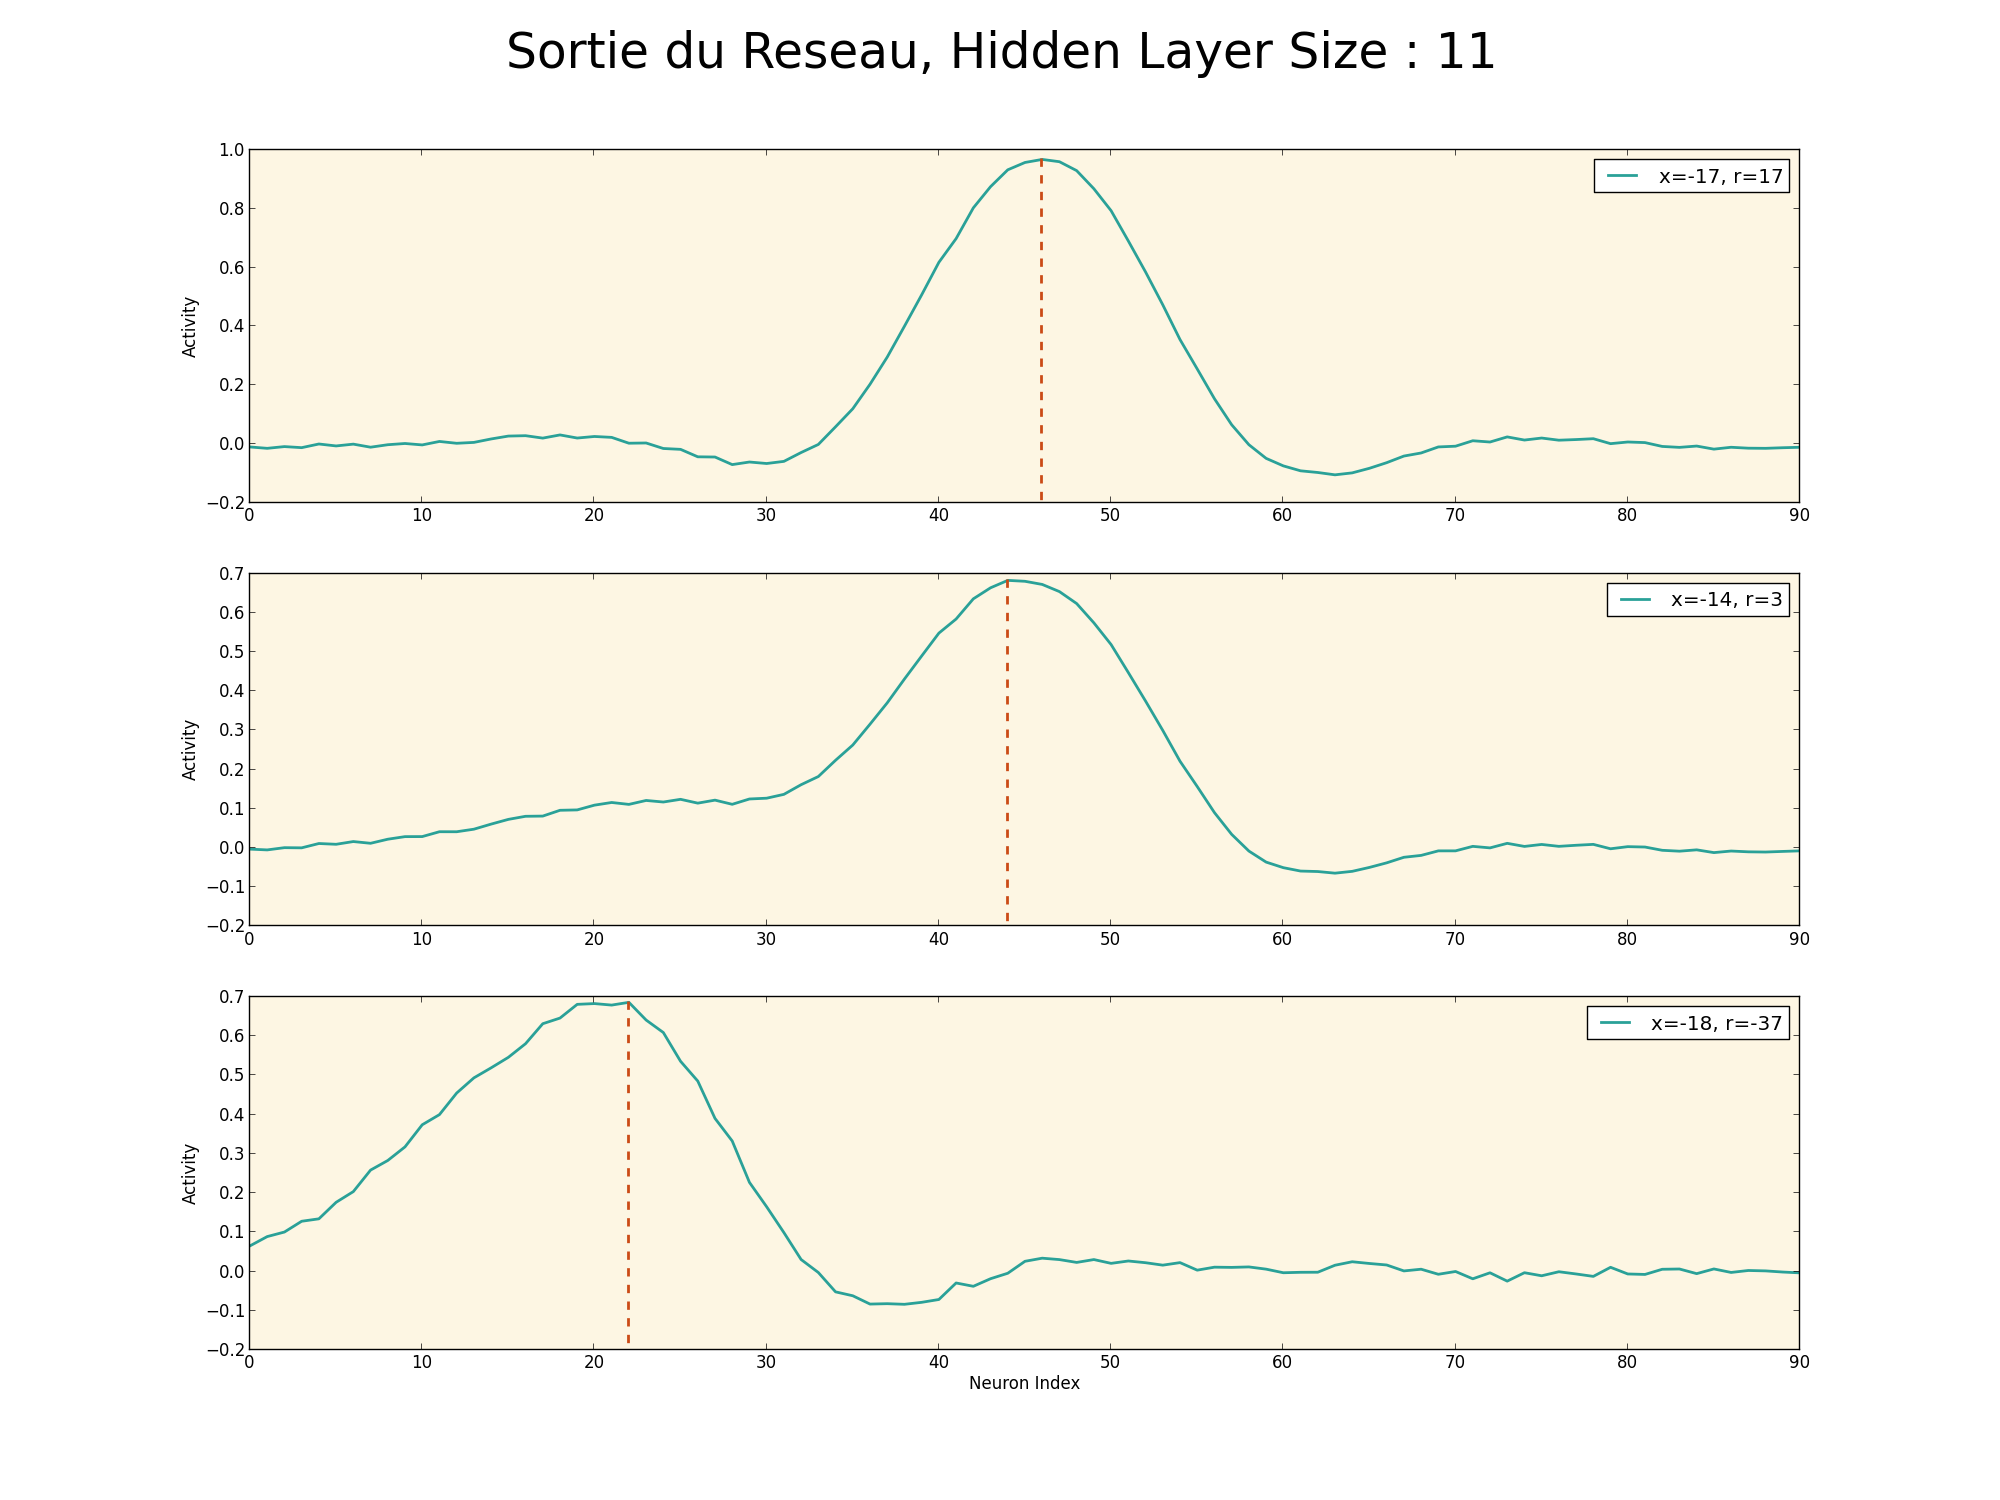 Sortie du Reseau, Hidden Layer Size : 11
1.0
0.8
0.6
0.4
0.2
0.0
−0.2
Activity
x=-17, r=17
0 10 20 30 40 50 60 70 80 90
0.7
0.6
0.5
0.4
0.3
0.2
0.1
0.0
−0.1
−0.2
Activity
x=-14, r=3
0 10 20 30 40 50 60 70 80 90
0.7
0.6
0.5
0.4
0.3
0.2
0.1
0.0
−0.1
−0.2
Activity
x=-18, r=-37
0 10 20 30 40 50 60 70 80 90
Neuron Index